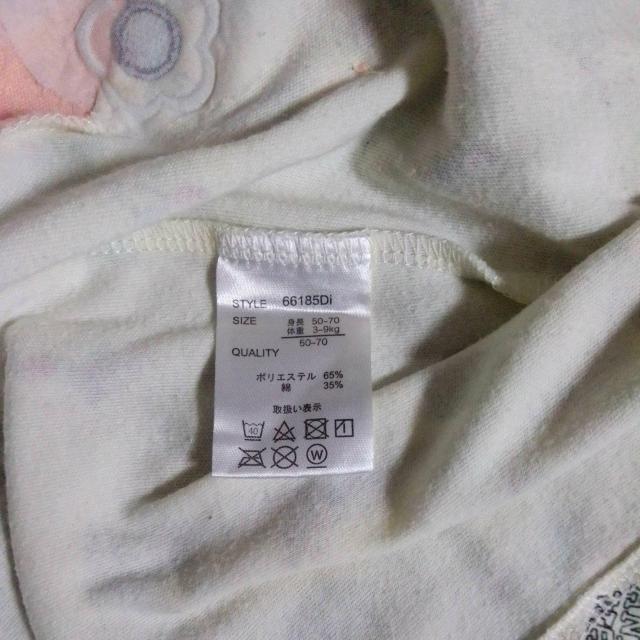 STYLE 66185Di
SIZE 身長 50-70
体重 3-9kg
50-70
QUALITY
ポリエステル 65%
綿 35%
取扱い表示
40
W